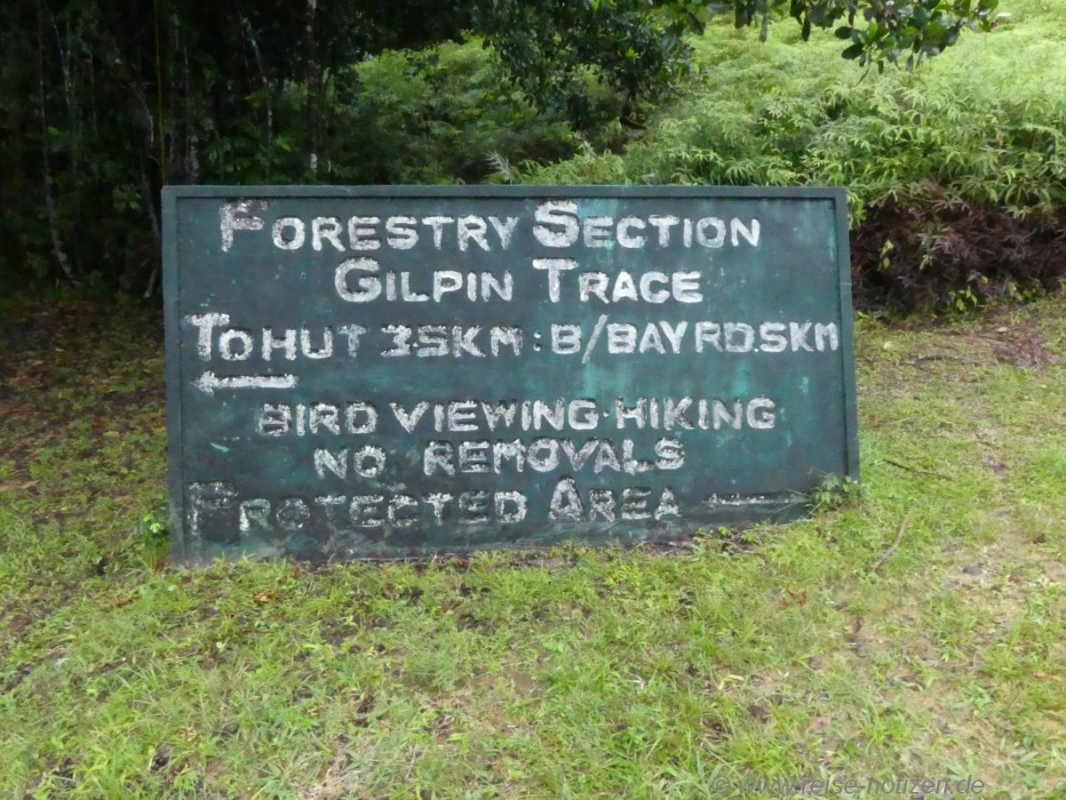 FORESTRY SECTION
GILPIN TRACE
TO HUT 3.5KM : B/BAY RD.5KM
BIRD VIEWING·HIKING
NO REMOVALS
PROTECTED AREA
© www.reise-notizen.de